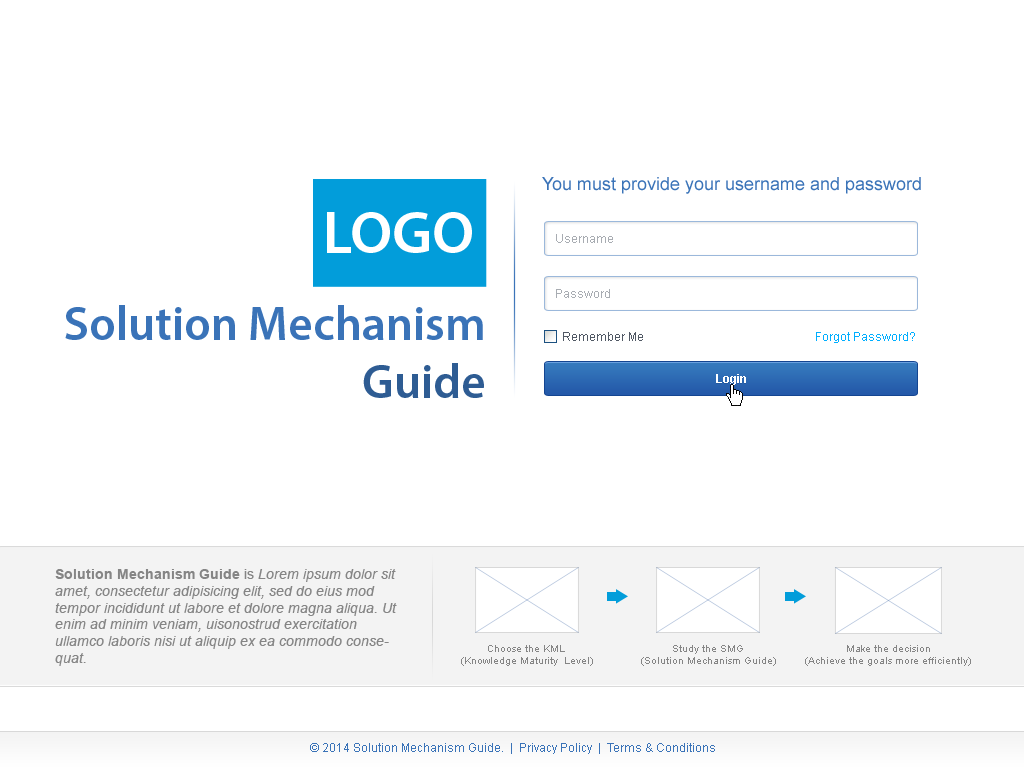 LOGO
Solution Mechanism
Guide
You must provide your username and password
Username
Password
Remember Me
Forgot Password?
Login
Solution Mechanism Guide is Lorem ipsum dolor sit
amet, consectetur adipisicing elit, sed do eius mod
tempor incididunt ut labore et dolore magna aliqua. Ut
enim ad minim veniam, uisonostrud exercitation
ullamco laboris nisi ut aliquip ex ea commodo conse-
quat.
Choose the KML
(Knowledge Maturity Level)
Study the SMG
(Solution Mechanism Guide)
Make the decision
(Achieve the goals more efficiently)
© 2014 Solution Mechanism Guide. | Privacy Policy | Terms & Conditions